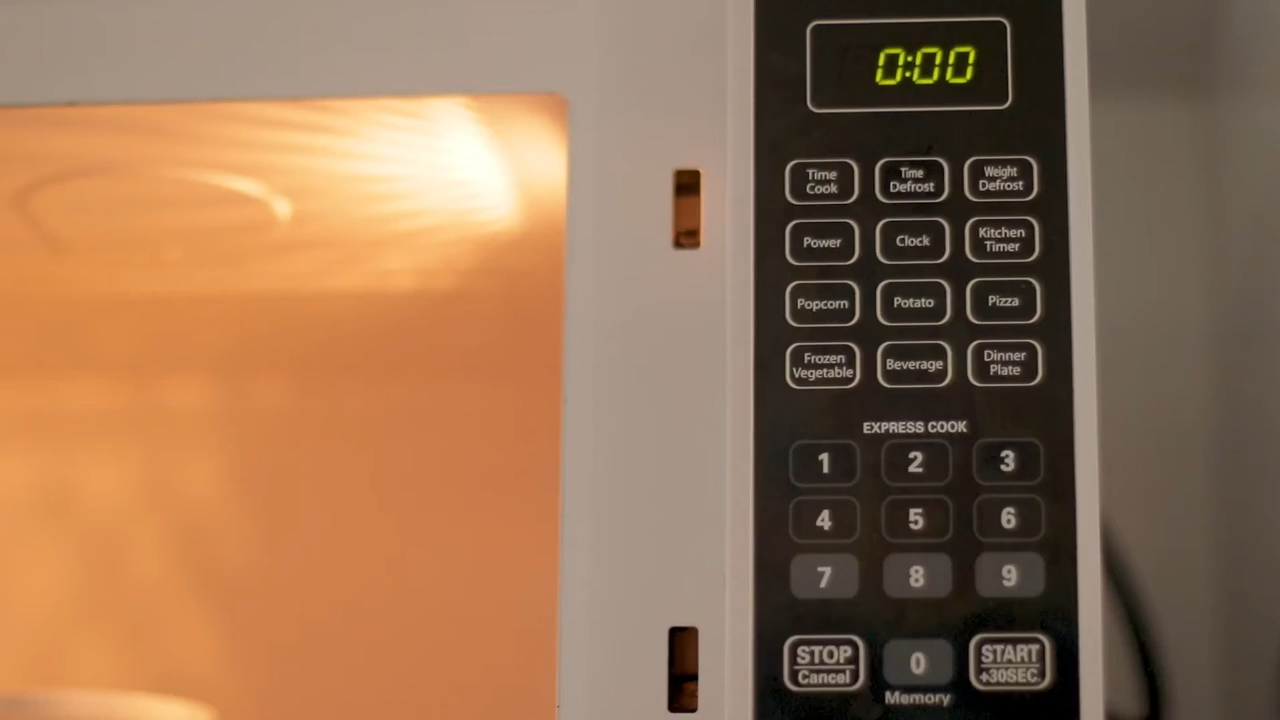 0:00
Time
Cook
Time
Defrost
Weight
Defrost
Power
Clock
Kitchen
Timer
Popcorn
Potato
Pizza
Frozen
Vegetable
Beverage
Dinner
Plate
EXPRESS COOK
1 2 3
4 5 6
7 8 9
STOP
Cancel
0
START
+30SEC.
Memory